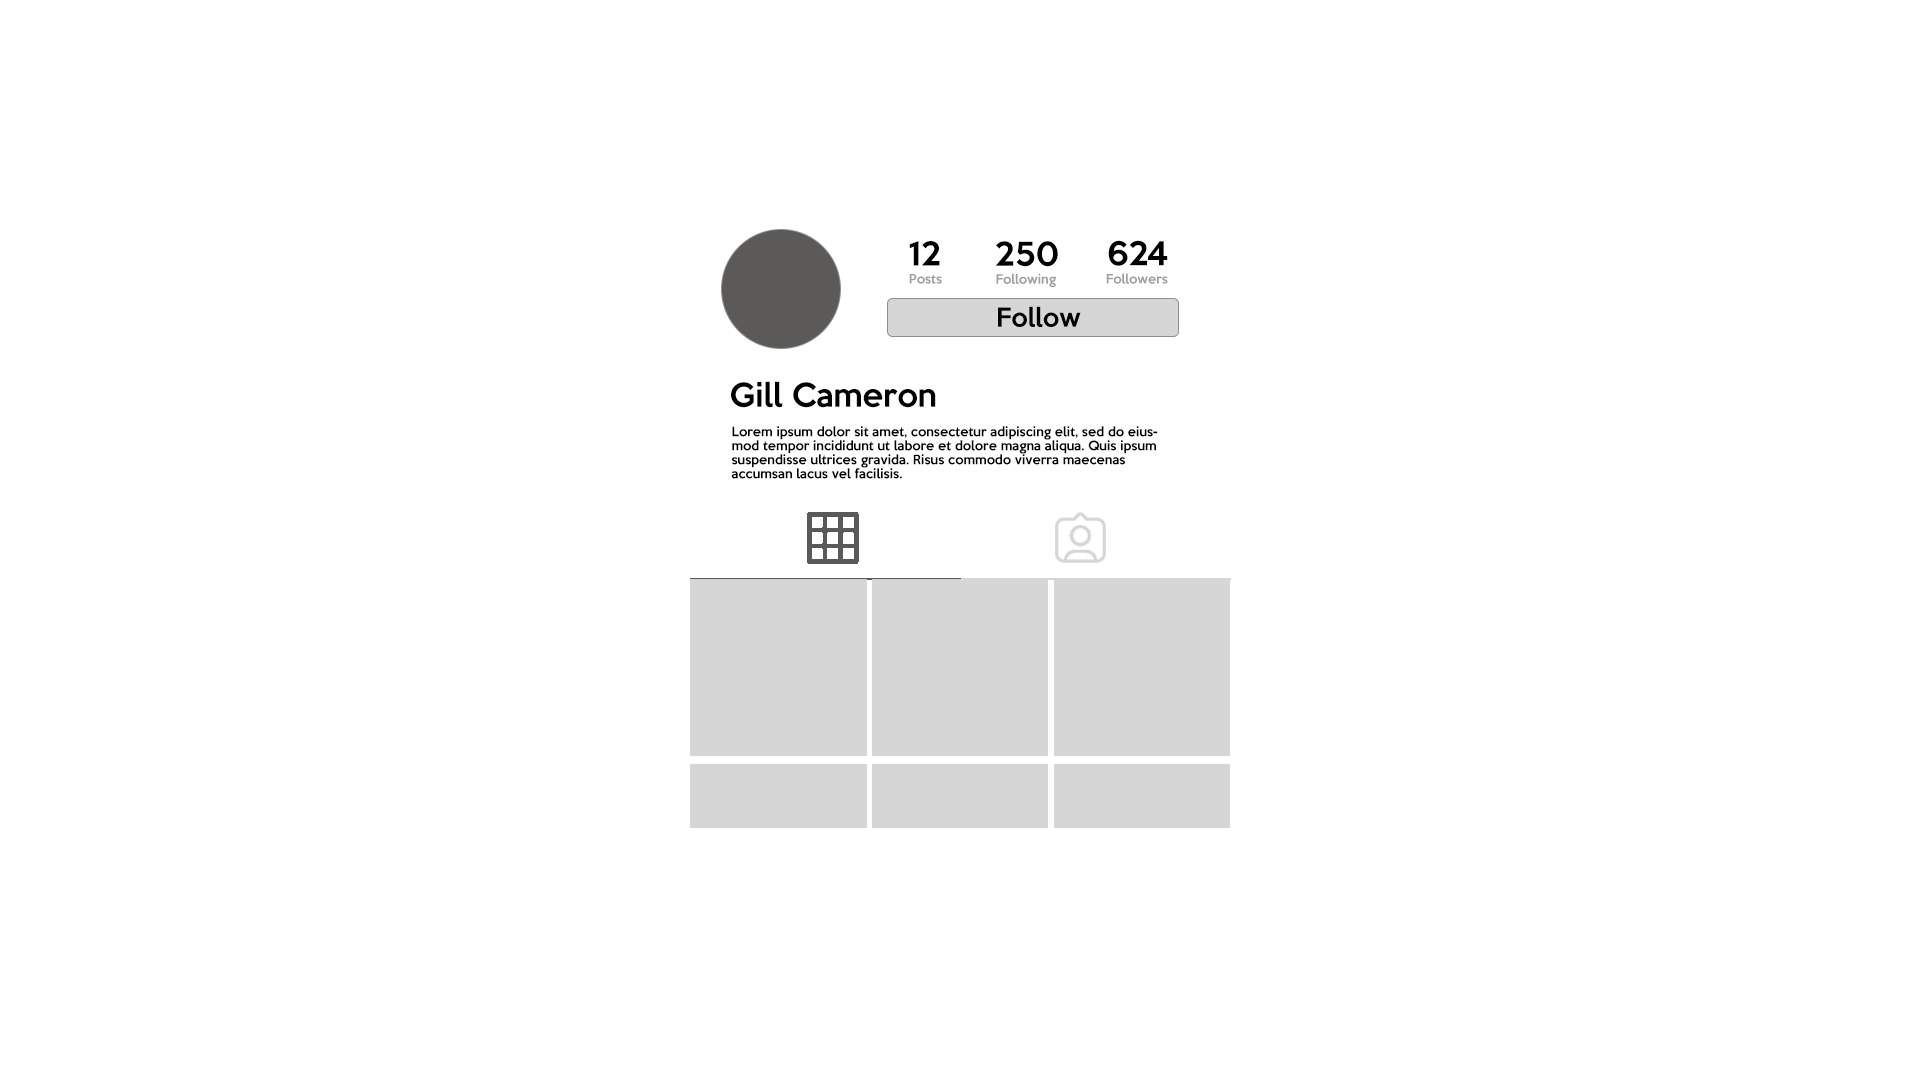 12 250 624
Posts Following Followers
Follow
Gill Cameron
Lorem ipsum dolor sit amet, consectetur adipiscing elit, sed do eius-
mod tempor incididunt ut labore et dolore magna aliqua. Quis ipsum
suspendisse ultrices gravida. Risus commodo viverra maecenas
accumsan lacus vel facilisis.